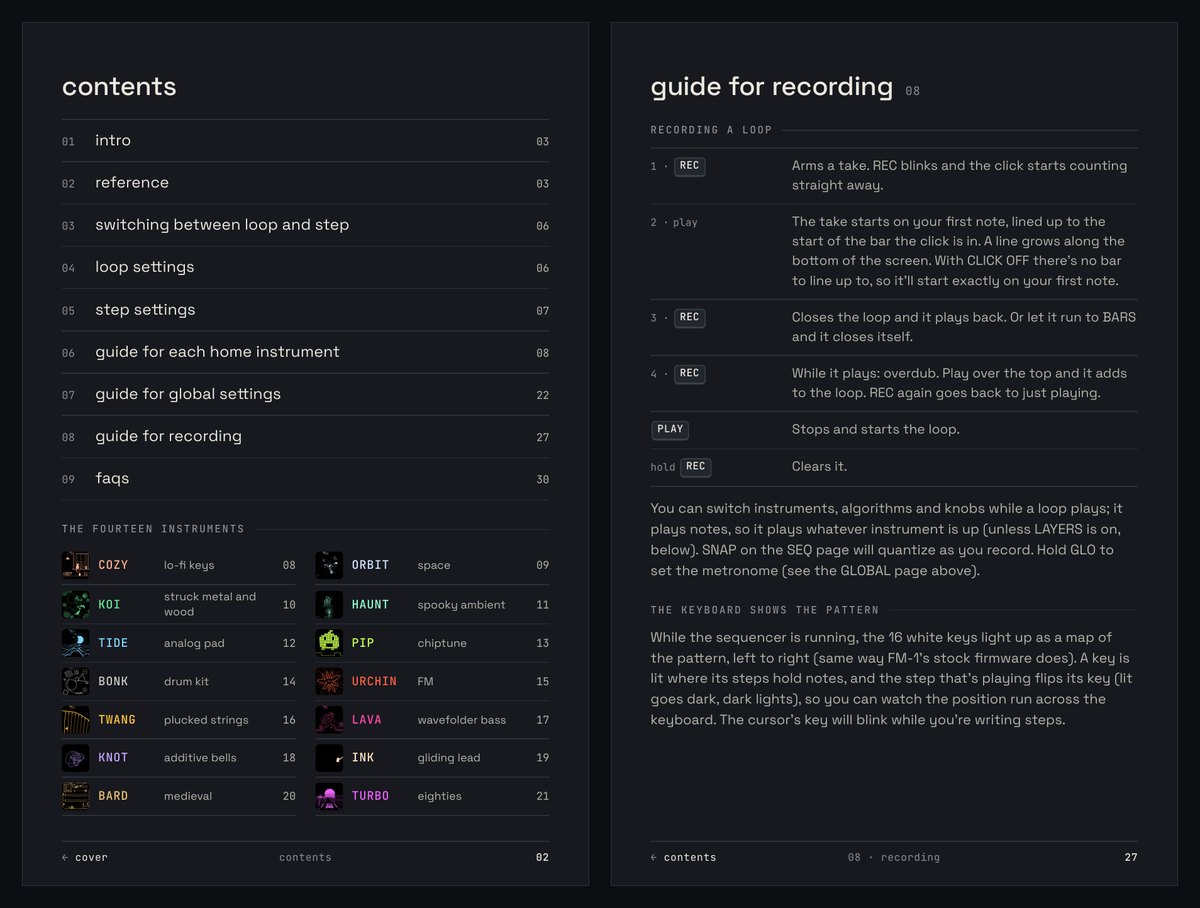 contents
01 intro 03
02 reference 03
03 switching between loop and step 06
04 loop settings 06
05 step settings 07
06 guide for each home instrument 08
07 guide for global settings 22
08 guide for recording 27
09 faqs 30
THE FOURTEEN INSTRUMENTS
COZY lo-fi keys 08
ORBIT space 09
KOI struck metal and
wood 10
HAUNT spooky ambient 11
TIDE analog pad 12
PIP chiptune 13
BONK drum kit 14
URCHIN FM 15
TWANG plucked strings 16
LAVA wavefolder bass 17
KNOT additive bells 18
INK gliding lead 19
BARD medieval 20
TURBO eighties 21
← cover contents 02
guide for recording 08
RECORDING A LOOP
1 · REC Arms a take. REC blinks and the click starts counting
straight away.
2 · play The take starts on your first note, lined up to the
start of the bar the click is in. A line grows along the
bottom of the screen. With CLICK OFF there's no bar
to line up to, so it'll start exactly on your first note.
3 · REC Closes the loop and it plays back. Or let it run to BARS
and it closes itself.
4 · REC While it plays: overdub. Play over the top and it adds
to the loop. REC again goes back to just playing.
PLAY Stops and starts the loop.
hold REC Clears it.
You can switch instruments, algorithms and knobs while a loop plays; it
plays notes, so it plays whatever instrument is up (unless LAYERS is on,
below). SNAP on the SEQ page will quantize as you record. Hold GLO to
set the metronome (see the GLOBAL page above).
THE KEYBOARD SHOWS THE PATTERN
While the sequencer is running, the 16 white keys light up as a map of
the pattern, left to right (same way FM-1's stock firmware does). A key is
lit where its steps hold notes, and the step that's playing flips its key (lit
goes dark, dark lights), so you can watch the position run across the
keyboard. The cursor's key will blink while you're writing steps.
← contents 08 · recording 27